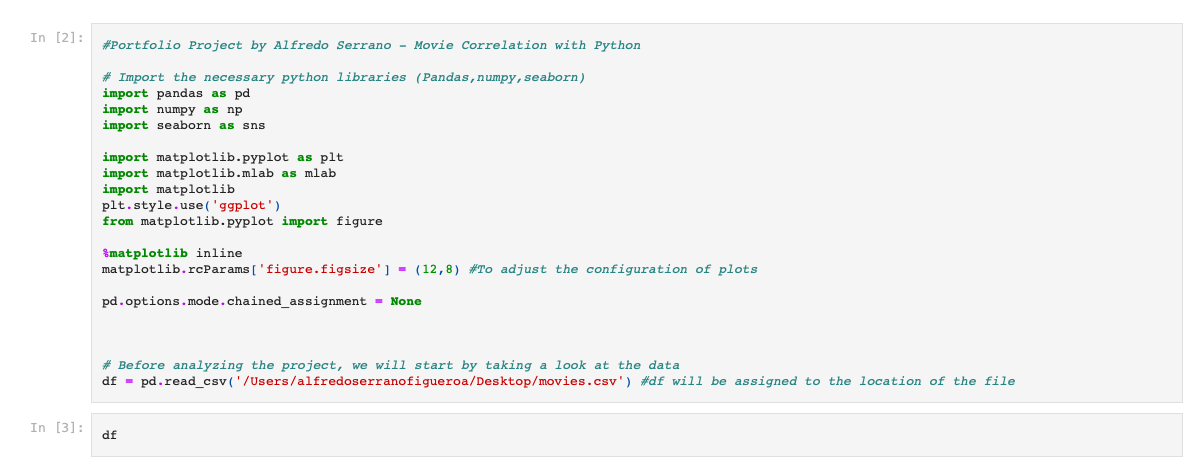 In [2]:
#Portfolio Project by Alfredo Serrano - Movie Correlation with Python
# Import the necessary python libraries (Pandas,numpy,seaborn)
import pandas as pd
import numpy as np
import seaborn as sns
import matplotlib.pyplot as plt
import matplotlib.mlab as mlab
import matplotlib
plt.style.use('ggplot')
from matplotlib.pyplot import figure
%matplotlib inline
matplotlib.rcParams['figure.figsize'] = (12,8) #To adjust the configuration of plots
pd.options.mode.chained_assignment = None
# Before analyzing the project, we will start by taking a look at the data
df = pd.read_csv('/Users/alfredoserranofigueroa/Desktop/movies.csv') #df will be assigned to the location of the file
In [3]:
df